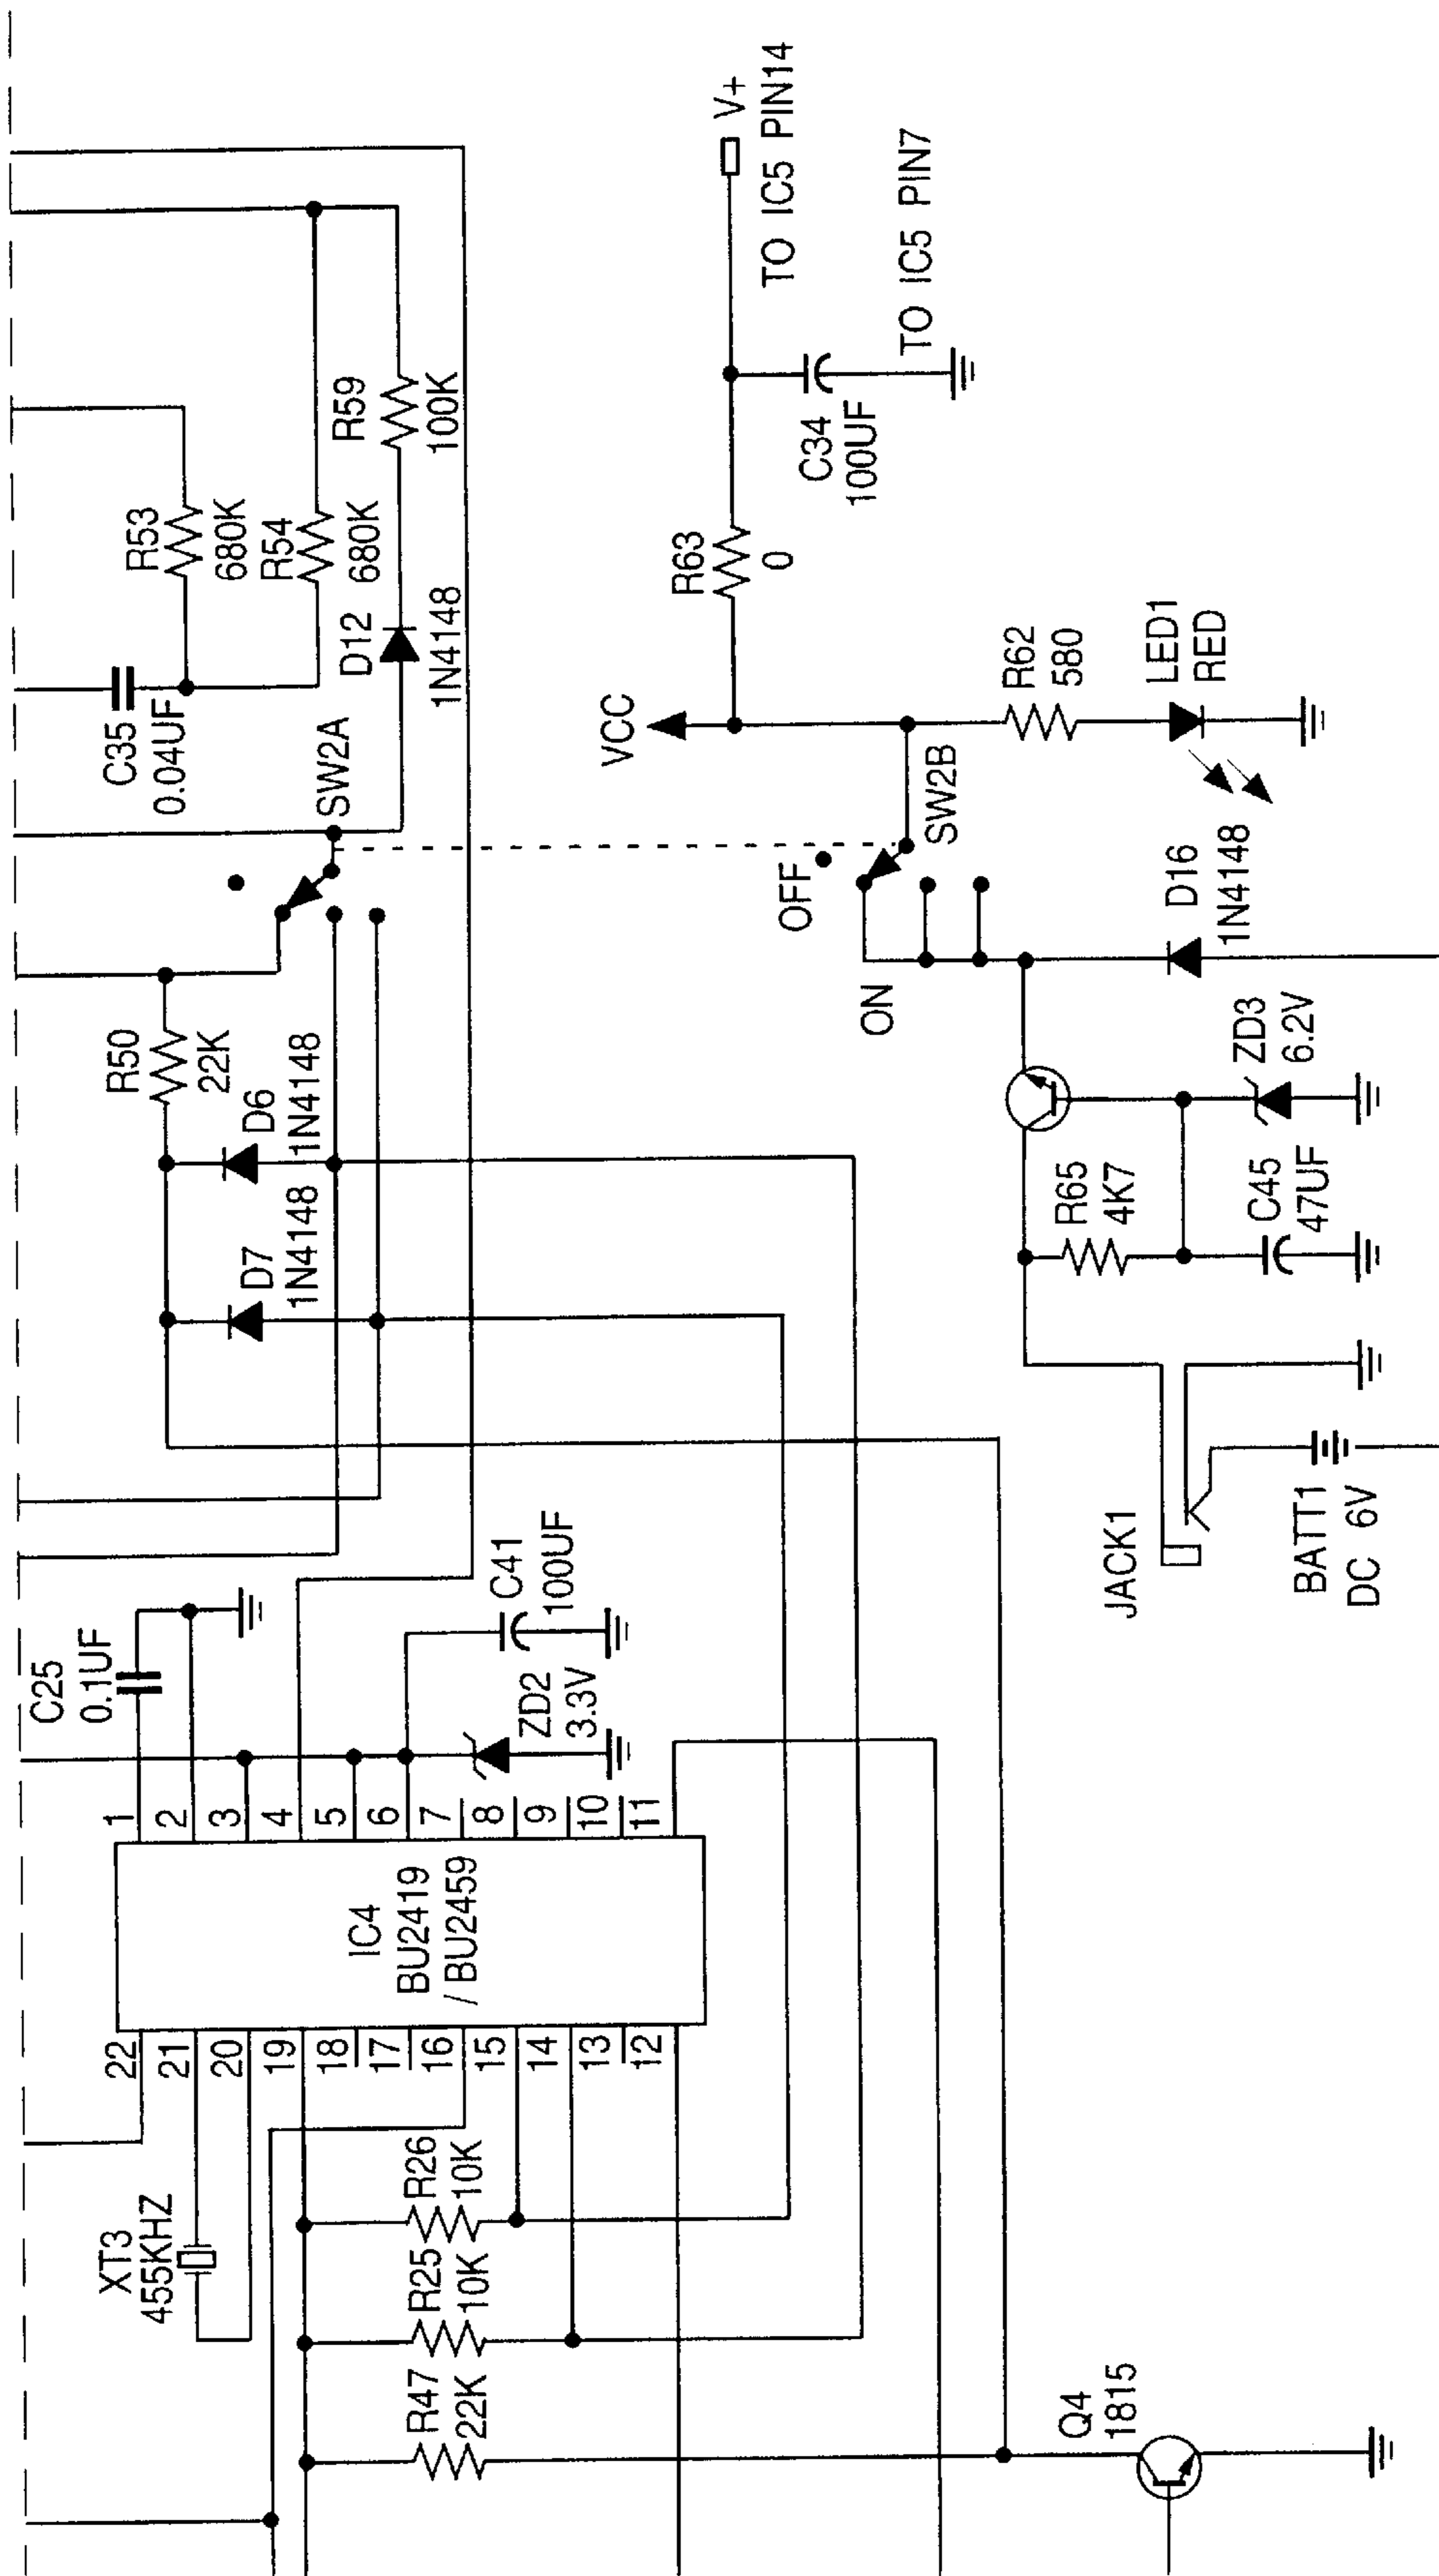 XT3
455KHZ
R47
22K
R25
10K
R26
10K
22
21
20
19
18
17
16
15
14
13
12
IC4
BU2419
/ BU2459
1
2
3
4
5
6
7
8
9
10
11
C25
0.1UF
ZD2
3.3V
C41
100UF
Q4
1815
D7
1N4148
D6
1N4148
R50
22K
C35
0.04UF
SW2A
R53
680K
R54
680K
D12
1N4148
R59
100K
VCC
R63
0
V+
TO IC5 PIN14
C34
100UF
TO IC5 PIN7
OFF
ON
SW2B
R62
580
LED1
RED
D16
1N4148
R65
4K7
C45
47UF
ZD3
6.2V
JACK1
BATT1
DC 6V